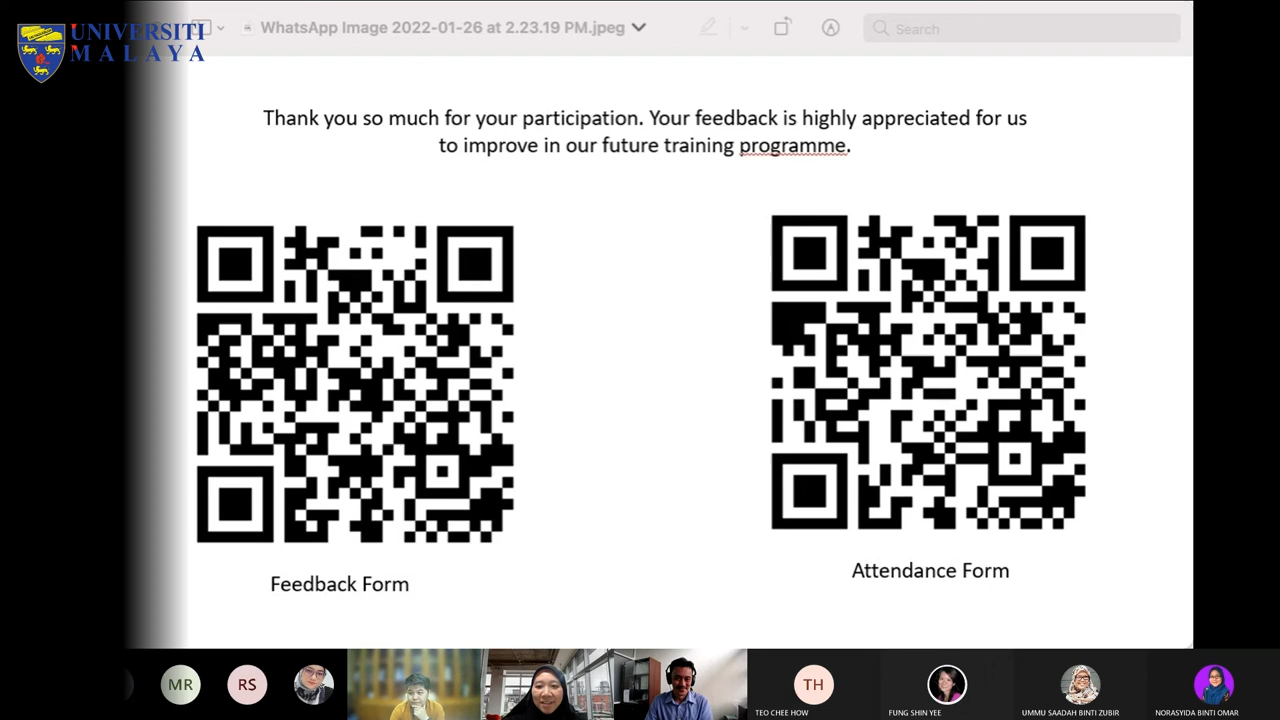 UNIVERSITI
MALAYA
WhatsApp Image 2022-01-26 at 2.23.19 PM.jpeg
Search
Thank you so much for your participation. Your feedback is highly appreciated for us
to improve in our future training programme.
Feedback Form
Attendance Form
MR
RS
TH
TEO CHEE HOW
FUNG SHIN YEE
UMMU SAADAH BINTI ZUBIR
NORASYIDA BINTI OMAR